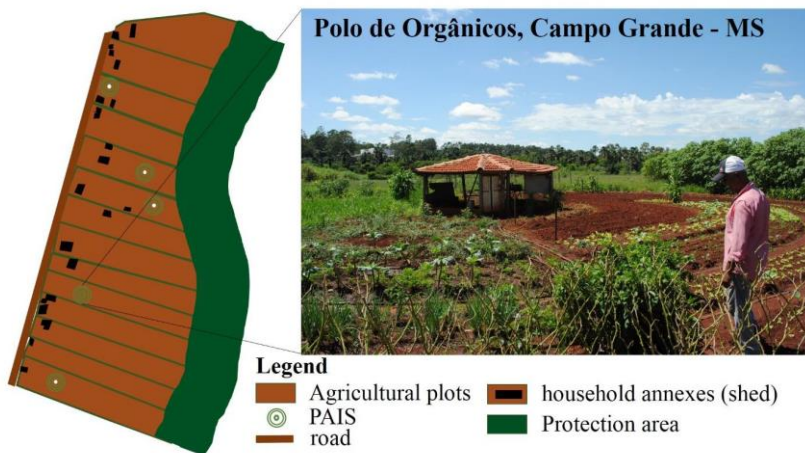 Polo de Orgânicos, Campo Grande - MS
Legend
Agricultural plots
PAIS
road
household annexes (shed)
Protection area